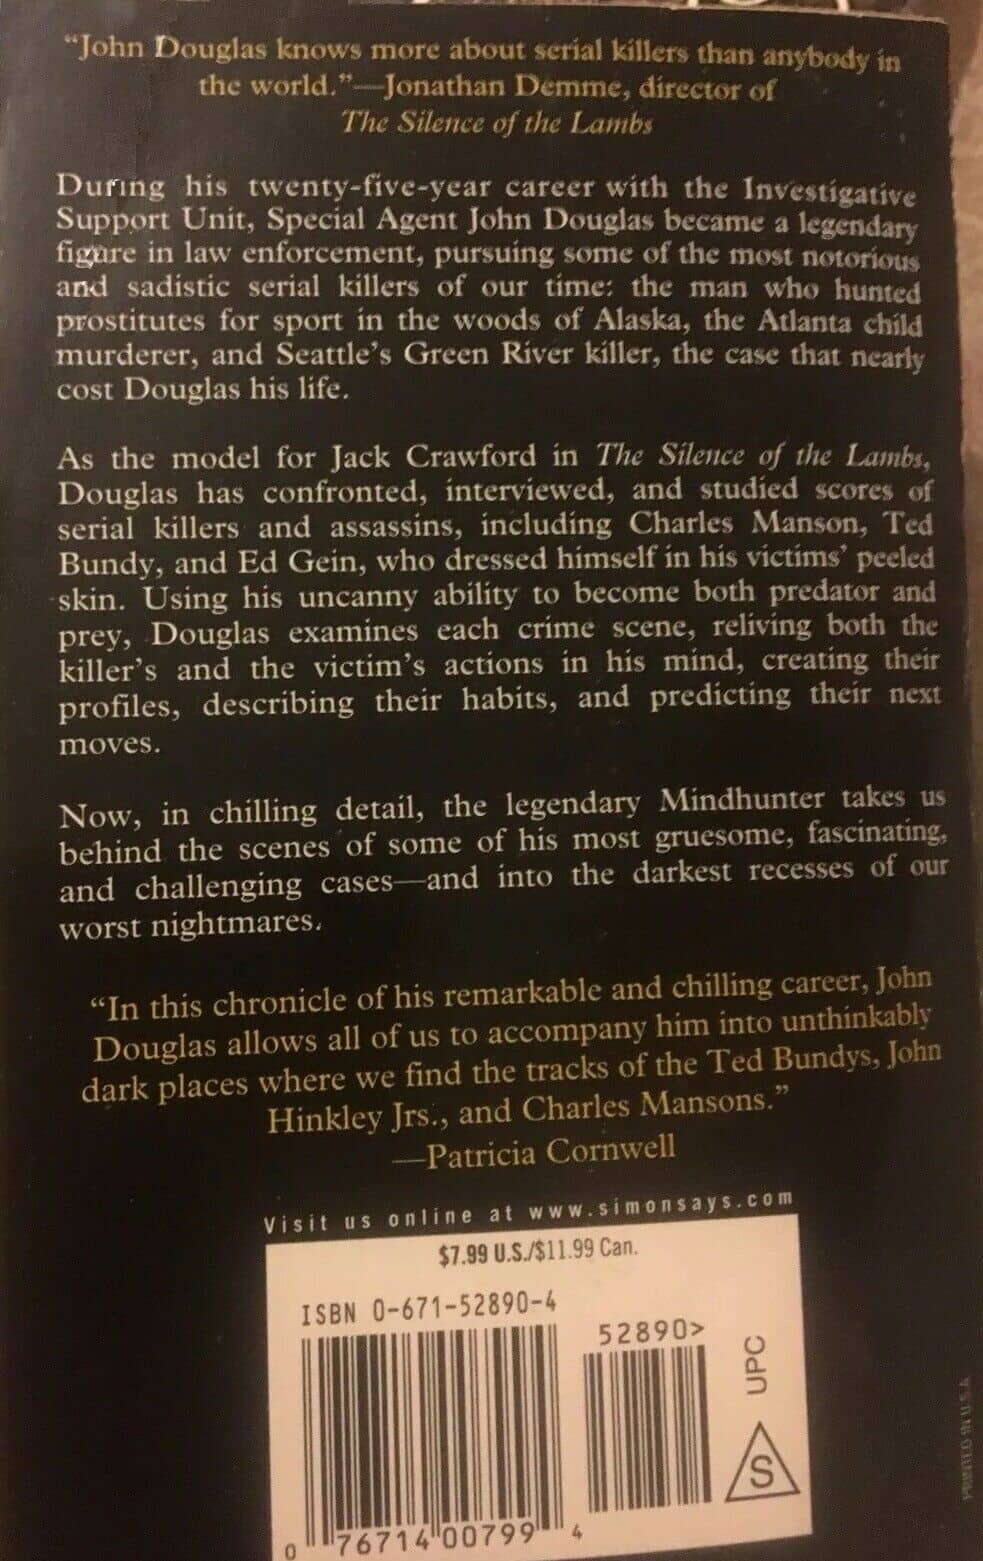 “John Douglas knows more about serial killers than anybody in
the world.”—Jonathan Demme, director of
The Silence of the Lambs
During his twenty-five-year career with the Investigative
Support Unit, Special Agent John Douglas became a legendary
figure in law enforcement, pursuing some of the most notorious
and sadistic serial killers of our time: the man who hunted
prostitutes for sport in the woods of Alaska, the Atlanta child
murderer, and Seattle’s Green River killer, the case that nearly
cost Douglas his life.
As the model for Jack Crawford in The Silence of the Lambs,
Douglas has confronted, interviewed, and studied scores of
serial killers and assassins, including Charles Manson, Ted
Bundy, and Ed Gein, who dressed himself in his victims’ peeled
skin. Using his uncanny ability to become both predator and
prey, Douglas examines each crime scene, reliving both the
killer’s and the victim’s actions in his mind, creating their
profiles, describing their habits, and predicting their next
moves.
Now, in chilling detail, the legendary Mindhunter takes us
behind the scenes of some of his most gruesome, fascinating,
and challenging cases—and into the darkest recesses of our
worst nightmares.
“In this chronicle of his remarkable and chilling career, John
Douglas allows all of us to accompany him into unthinkably
dark places where we find the tracks of the Ted Bundys, John
Hinkley Jrs., and Charles Mansons.”
—Patricia Cornwell
Visit us online at www.simonsays.com
$7.99 U.S./$11.99 Can.
ISBN 0-671-52890-4
52890>
UPC
S
0 76714 00799 4
PRINTED IN U.S.A.